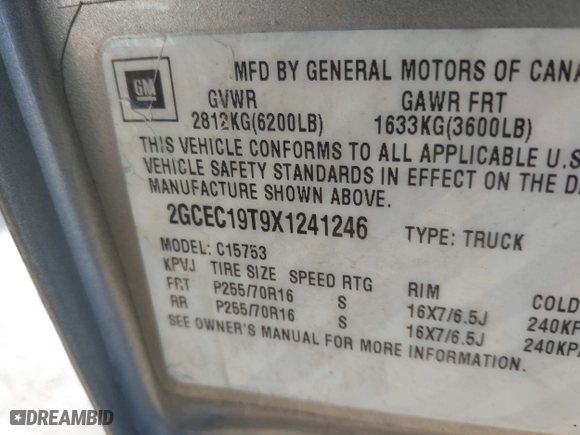 GM
MFD BY GENERAL MOTORS OF CANA
GVWR GAWR FRT
2812KG(6200LB) 1633KG(3600LB)
THIS VEHICLE CONFORMS TO ALL APPLICABLE U.S
VEHICLE SAFETY STANDARDS IN EFFECT ON THE DA
MANUFACTURE SHOWN ABOVE.
2GCEC19T9X1241246 TYPE: TRUCK
MODEL: C15753
KPVJ TIRE SIZE SPEED RTG RIM COLD
FRT P255/70R16 S 16X7/6.5J 240KP
RR P255/70R16 S 16X7/6.5J 240KP
SEE OWNER'S MANUAL FOR MORE INFORMATION.
DREAMBID